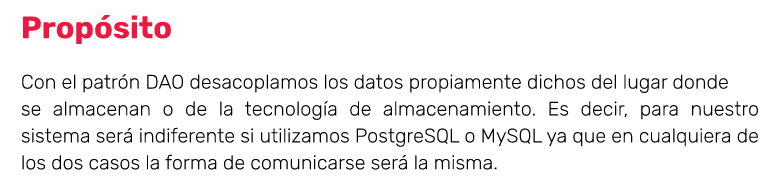 Propósito
Con el patrón DAO desacoplamos los datos propiamente dichos del lugar donde
se almacenan o de la tecnología de almacenamiento. Es decir, para nuestro
sistema será indiferente si utilizamos PostgreSQL o MySQL ya que en cualquiera de
los dos casos la forma de comunicarse será la misma.